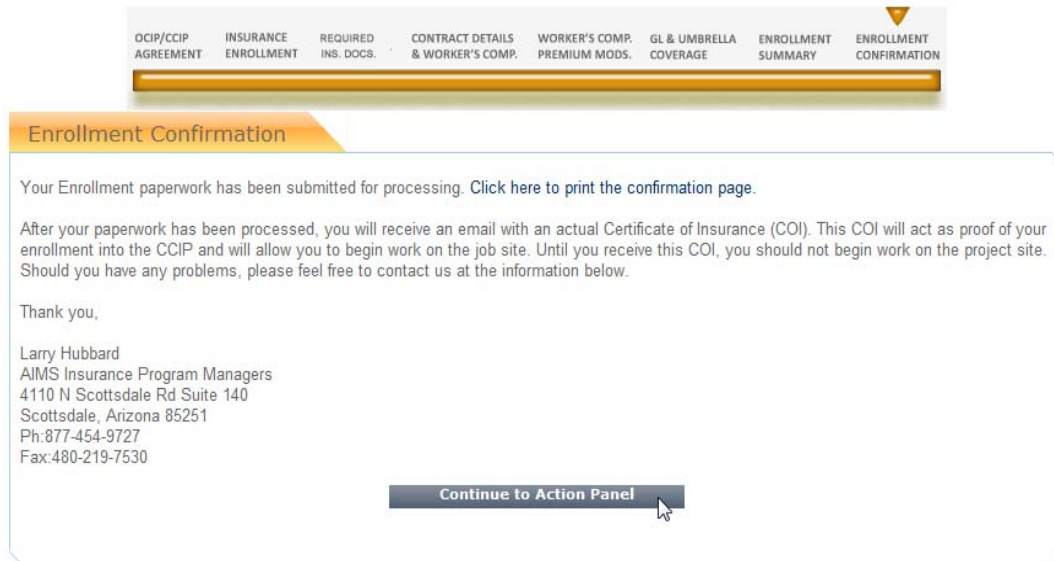 OCIP/CCIP AGREEMENT
INSURANCE ENROLLMENT
REQUIRED INS. DOCS.
CONTRACT DETAILS & WORKER'S COMP.
WORKER'S COMP. PREMIUM MODS.
GL & UMBRELLA COVERAGE
ENROLLMENT SUMMARY
ENROLLMENT CONFIRMATION
Enrollment Confirmation
Your Enrollment paperwork has been submitted for processing. Click here to print the confirmation page.
After your paperwork has been processed, you will receive an email with an actual Certificate of Insurance (COI). This COI will act as proof of your
enrollment into the CCIP and will allow you to begin work on the job site. Until you receive this COI, you should not begin work on the project site.
Should you have any problems, please feel free to contact us at the information below.
Thank you,
Larry Hubbard
AIMS Insurance Program Managers
4110 N Scottsdale Rd Suite 140
Scottsdale, Arizona 85251
Ph:877-454-9727
Fax:480-219-7530
Continue to Action Panel